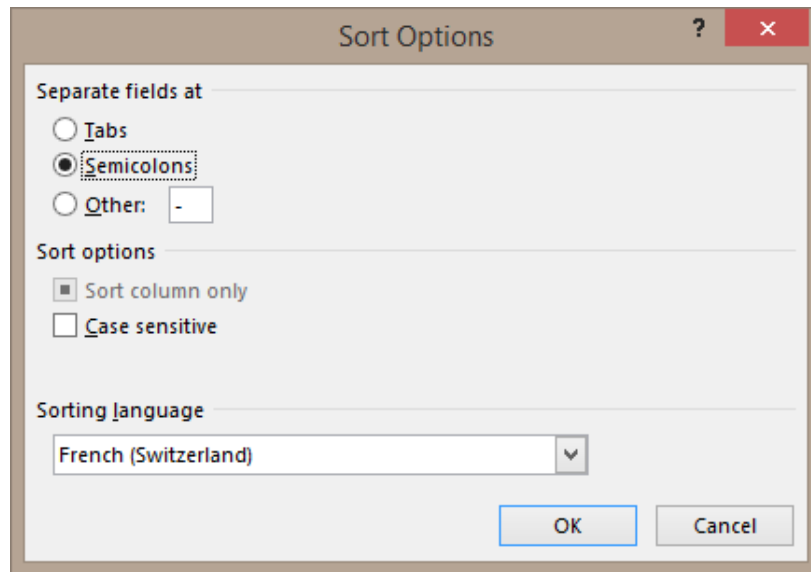 Sort Options
?
Separate fields at
Tabs
Semicolons
Other: -
Sort options
Sort column only
Case sensitive
Sorting language
French (Switzerland)
OK Cancel